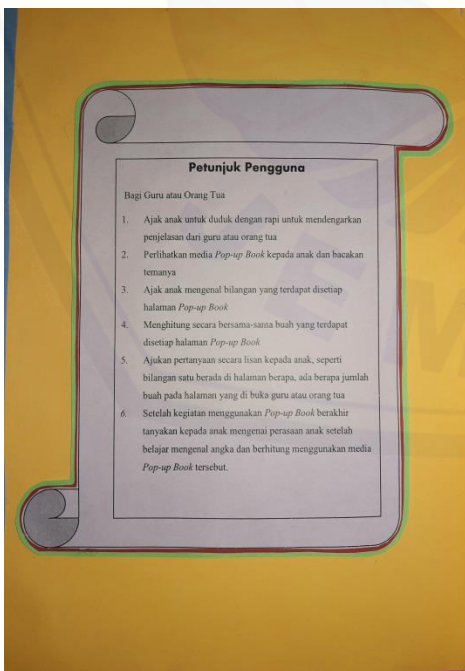 Petunjuk Pengguna
Bagi Guru atau Orang Tua
1. Ajak anak untuk duduk dengan rapi untuk mendengarkan
penjelasan dari guru atau orang tua
2. Perlihatkan media Pop-up Book kepada anak dan bacakan
temanya
3. Ajak anak mengenal bilangan yang terdapat disetiap
halaman Pop-up Book
4. Menghitung secara bersama-sama buah yang terdapat
disetiap halaman Pop-up Book
5. Ajukan pertanyaan secara lisan kepada anak, seperti
bilangan satu berada di halaman berapa, ada berapa jumlah
buah pada halaman yang di buka guru atau orang tua
6. Setelah kegiatan menggunakan Pop-up Book berakhir
tanyakan kepada anak mengenai perasaan anak setelah
belajar mengenal angka dan berhitung menggunakan media
Pop-up Book tersebut.